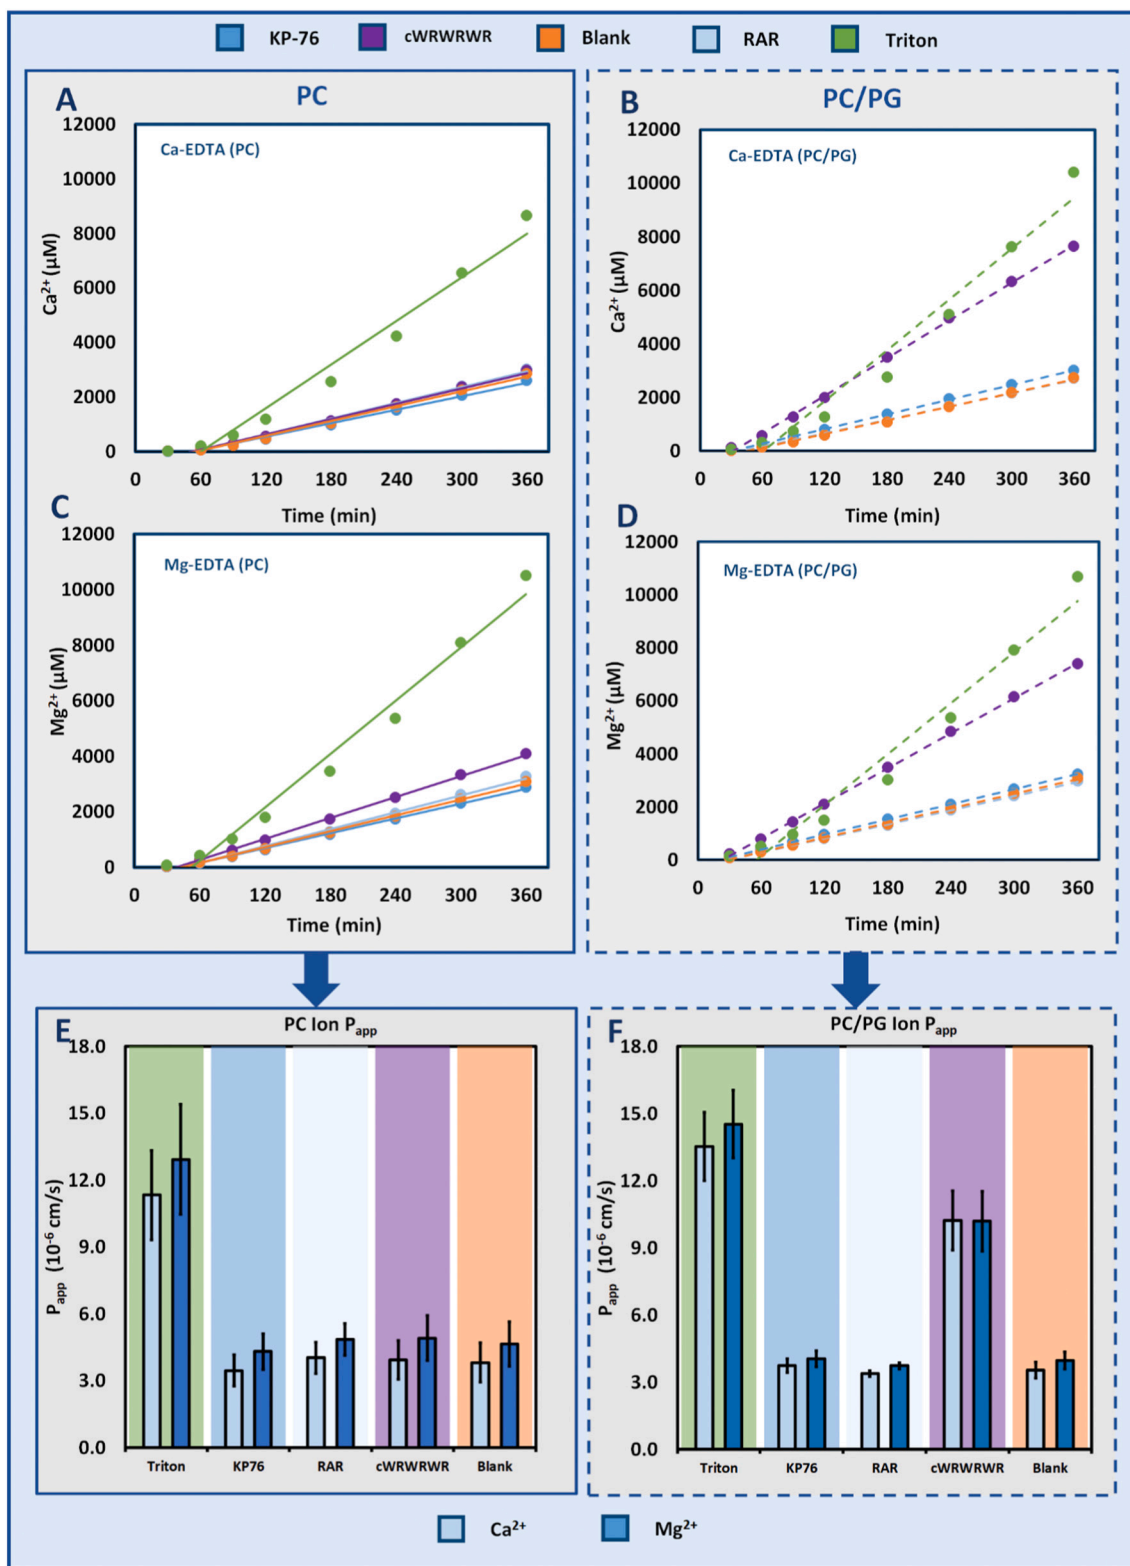 KP-76 cWRWRWR Blank RAR Triton
A PC
12000
10000
8000
6000
4000
2000
0
Ca-EDTA (PC)
Ca²⁺ (µM)
0 60 120 180 240 300 360
Time (min)
B PC/PG
12000
10000
8000
6000
4000
2000
0
Ca-EDTA (PC/PG)
Ca²⁺ (µM)
0 60 120 180 240 300 360
Time (min)
C
12000
10000
8000
6000
4000
2000
0
Mg-EDTA (PC)
Mg²⁺ (µM)
0 60 120 180 240 300 360
Time (min)
D
12000
10000
8000
6000
4000
2000
0
Mg-EDTA (PC/PG)
Mg²⁺ (µM)
0 60 120 180 240 300 360
Time (min)
E PC Ion Papp
18.0
15.0
12.0
9.0
6.0
3.0
0.0
Papp (10⁻⁶ cm/s)
Triton KP76 RAR cWRWRWR Blank
F PC/PG Ion Papp
18.0
15.0
12.0
9.0
6.0
3.0
0.0
Papp (10⁻⁶ cm/s)
Triton KP76 RAR cWRWRWR Blank
Ca²⁺ Mg²⁺